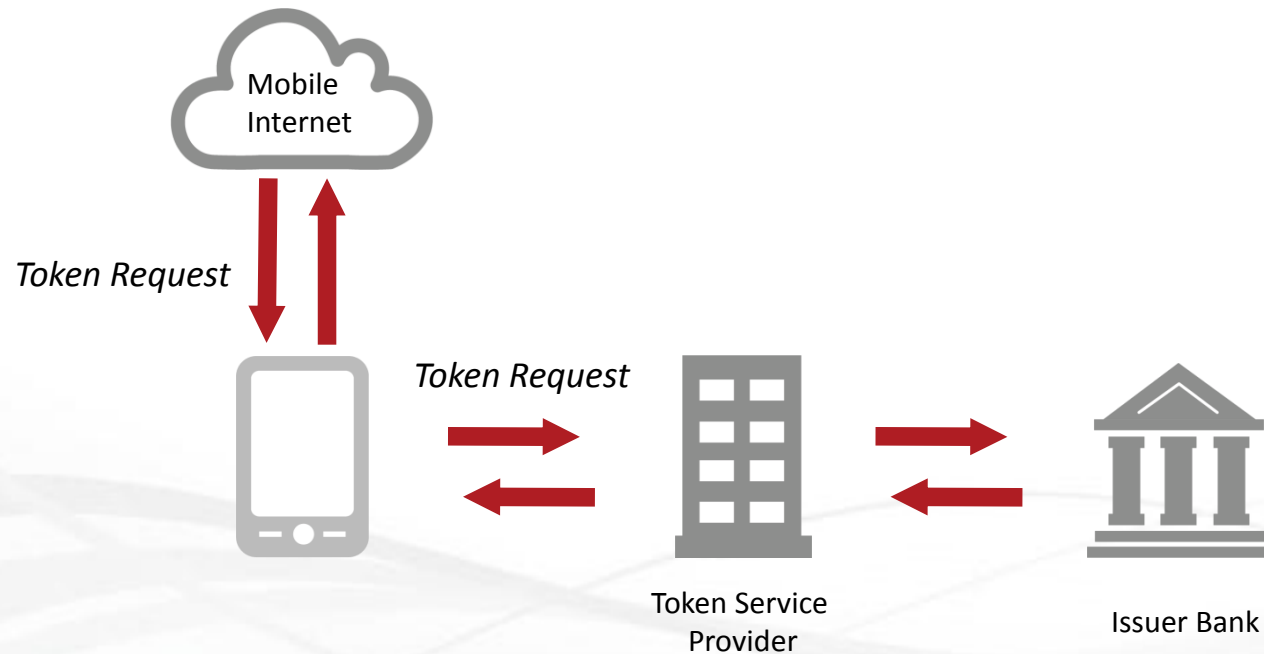 Mobile
Internet
Token Request
Token Request
Token Service
Provider
Issuer Bank